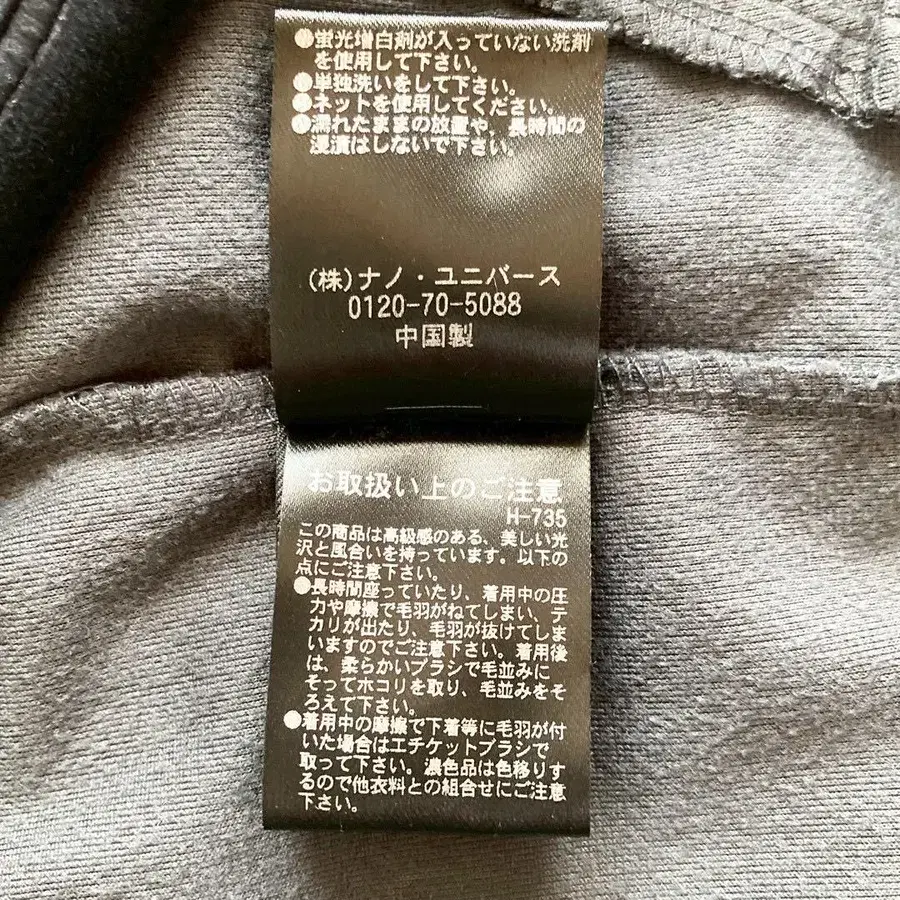 ●蛍光増白剤が入っていない洗剤
を使用して下さい。
●単独洗いをして下さい。
●ネットを使用してください。
●濡れたままの放置や、長時間の
浸漬はしないで下さい。
(株)ナノ・ユニバース
0120-70-5088
中国製
お取扱い上のご注意
H-735
この商品は高級感のある、美しい光
沢と風合いを持っています。以下の
点にご注意下さい。
●長時間座っていたり、着用中の圧
力や摩擦で毛羽がねてしまい、テ
カリが出たり、毛羽が抜けてしま
いますのでご注意下さい。着用後
は、柔らかいブラシで毛並みに
そってホコリを取り、毛並みをそ
ろえて下さい。
●着用中の摩擦で下着等に毛羽が付
いた場合はエチケットブラシで
取って下さい。濃色品は色移りす
るので他衣料との組合せにご注意
下さい。